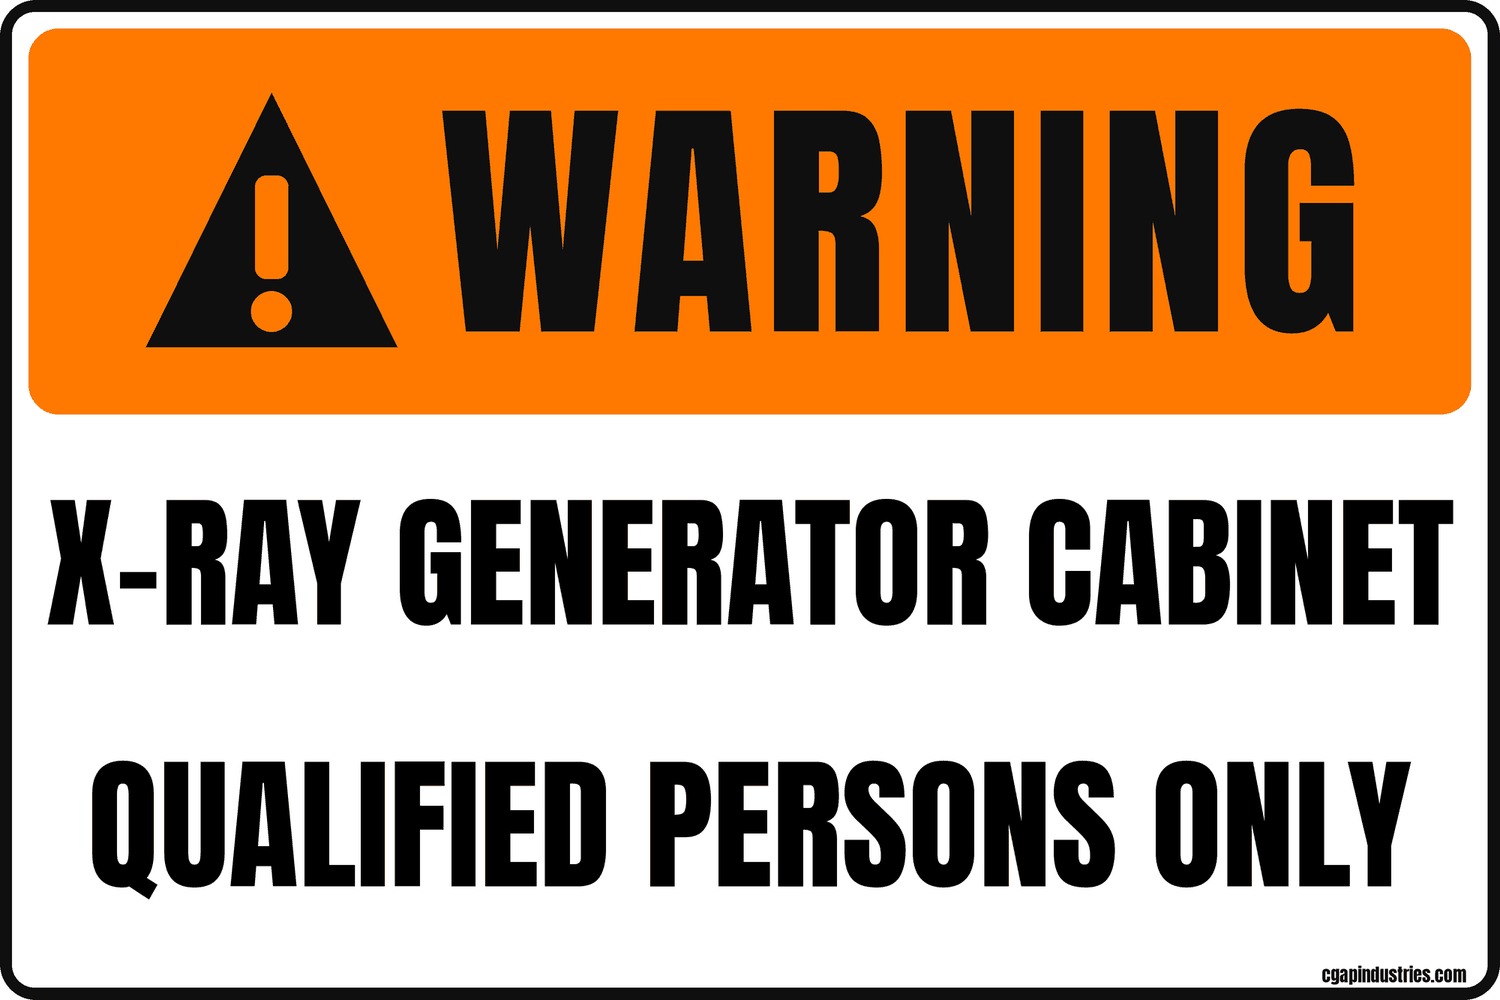 WARNING
X-RAY GENERATOR CABINET
QUALIFIED PERSONS ONLY
cgapindustries.com